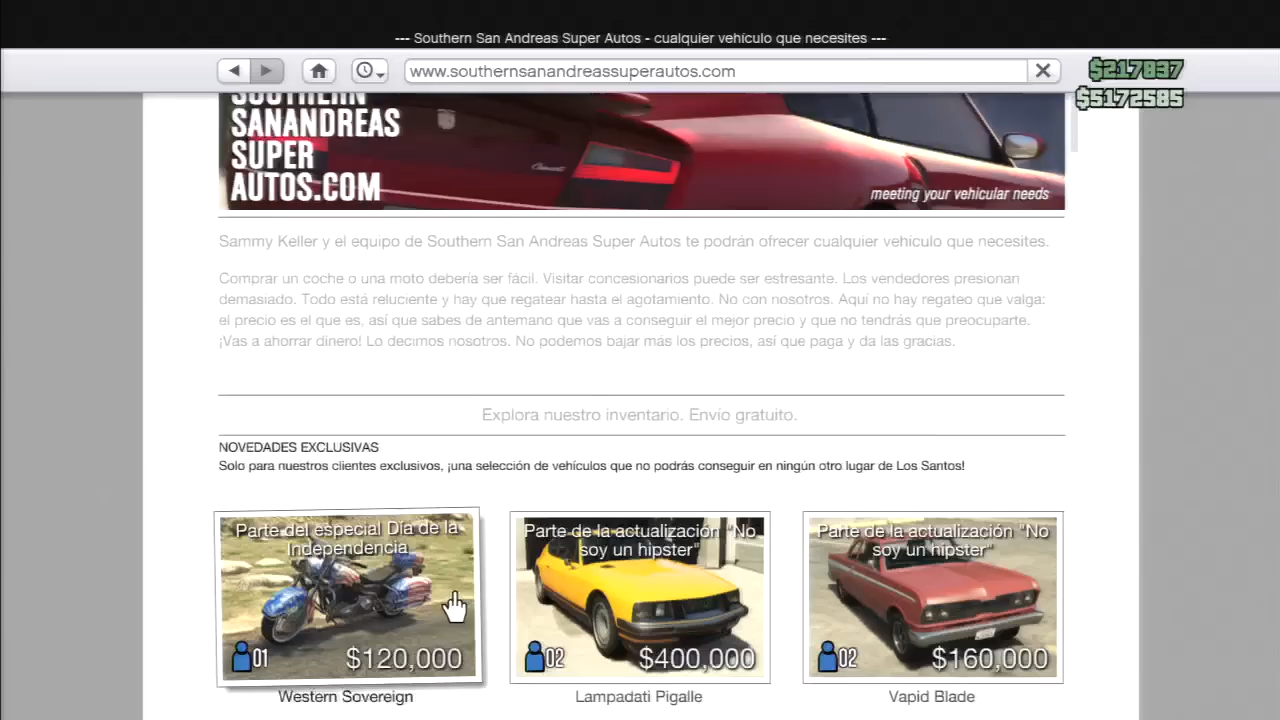 --- Southern San Andreas Super Autos - cualquier vehículo que necesites ---
www.southernsanandreassuperautos.com
$217837
$5172585
SOUTHERN
SANANDREAS
SUPER
AUTOS.COM
meeting your vehicular needs
Sammy Keller y el equipo de Southern San Andreas Super Autos te podrán ofrecer cualquier vehículo que necesites.
Comprar un coche o una moto debería ser fácil. Visitar concesionarios puede ser estresante. Los vendedores presionan
demasiado. Todo está reluciente y hay que regatear hasta el agotamiento. No con nosotros. Aquí no hay regateo que valga:
el precio es el que es, así que sabes de antemano que vas a conseguir el mejor precio y que no tendrás que preocuparte.
¡Vas a ahorrar dinero! Lo decimos nosotros. No podemos bajar más los precios, así que paga y da las gracias.
Explora nuestro inventario. Envío gratuito.
NOVEDADES EXCLUSIVAS
Solo para nuestros clientes exclusivos, ¡una selección de vehículos que no podrás conseguir en ningún otro lugar de Los Santos!
Parte del especial Día de la
Independencia
01
$120,000
Western Sovereign
Parte de la actualización "No
soy un hipster"
02
$400,000
Lampadati Pigalle
Parte de la actualización "No
soy un hipster"
02
$160,000
Vapid Blade